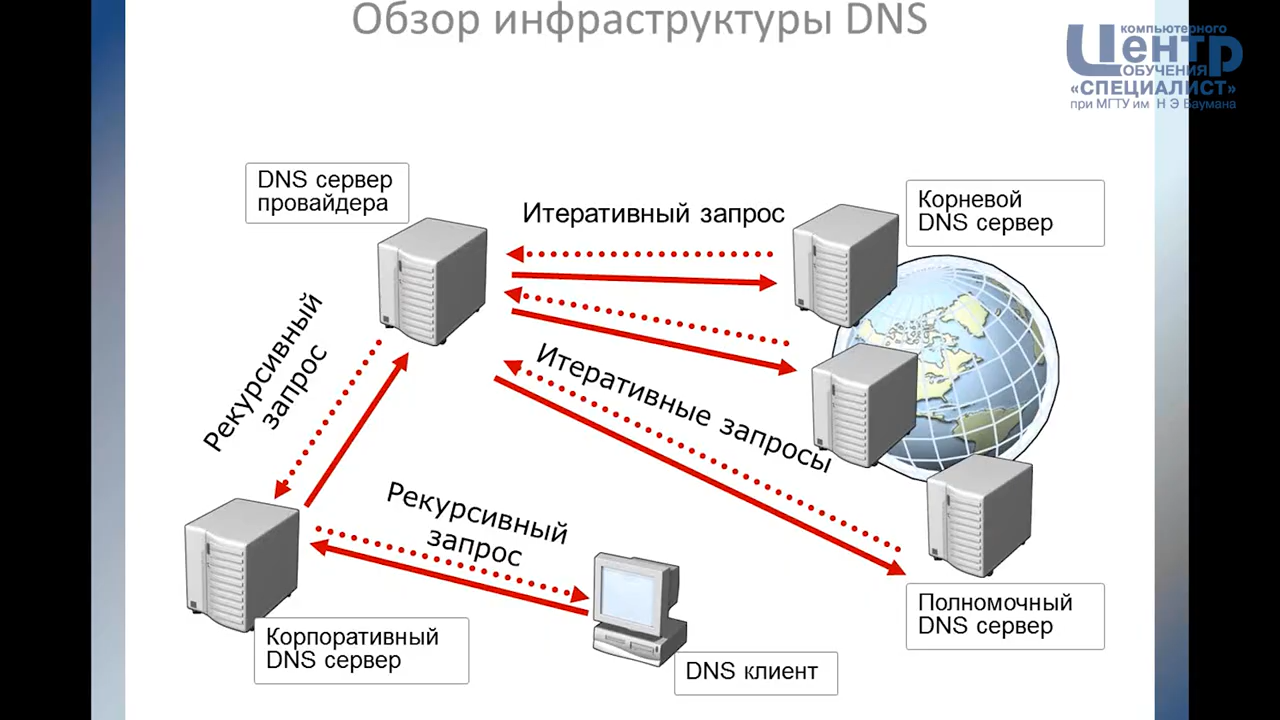 Обзор инфраструктуры DNS
компьютерного
Центр
ОБУЧЕНИЯ
«СПЕЦИАЛИСТ»
при МГТУ им Н Э Баумана
DNS сервер
провайдера
Итеративный запрос
Корневой
DNS сервер
Рекурсивный
запрос
Итеративные запросы
Рекурсивный
запрос
Полномочный
DNS сервер
Корпоративный
DNS сервер
DNS клиент